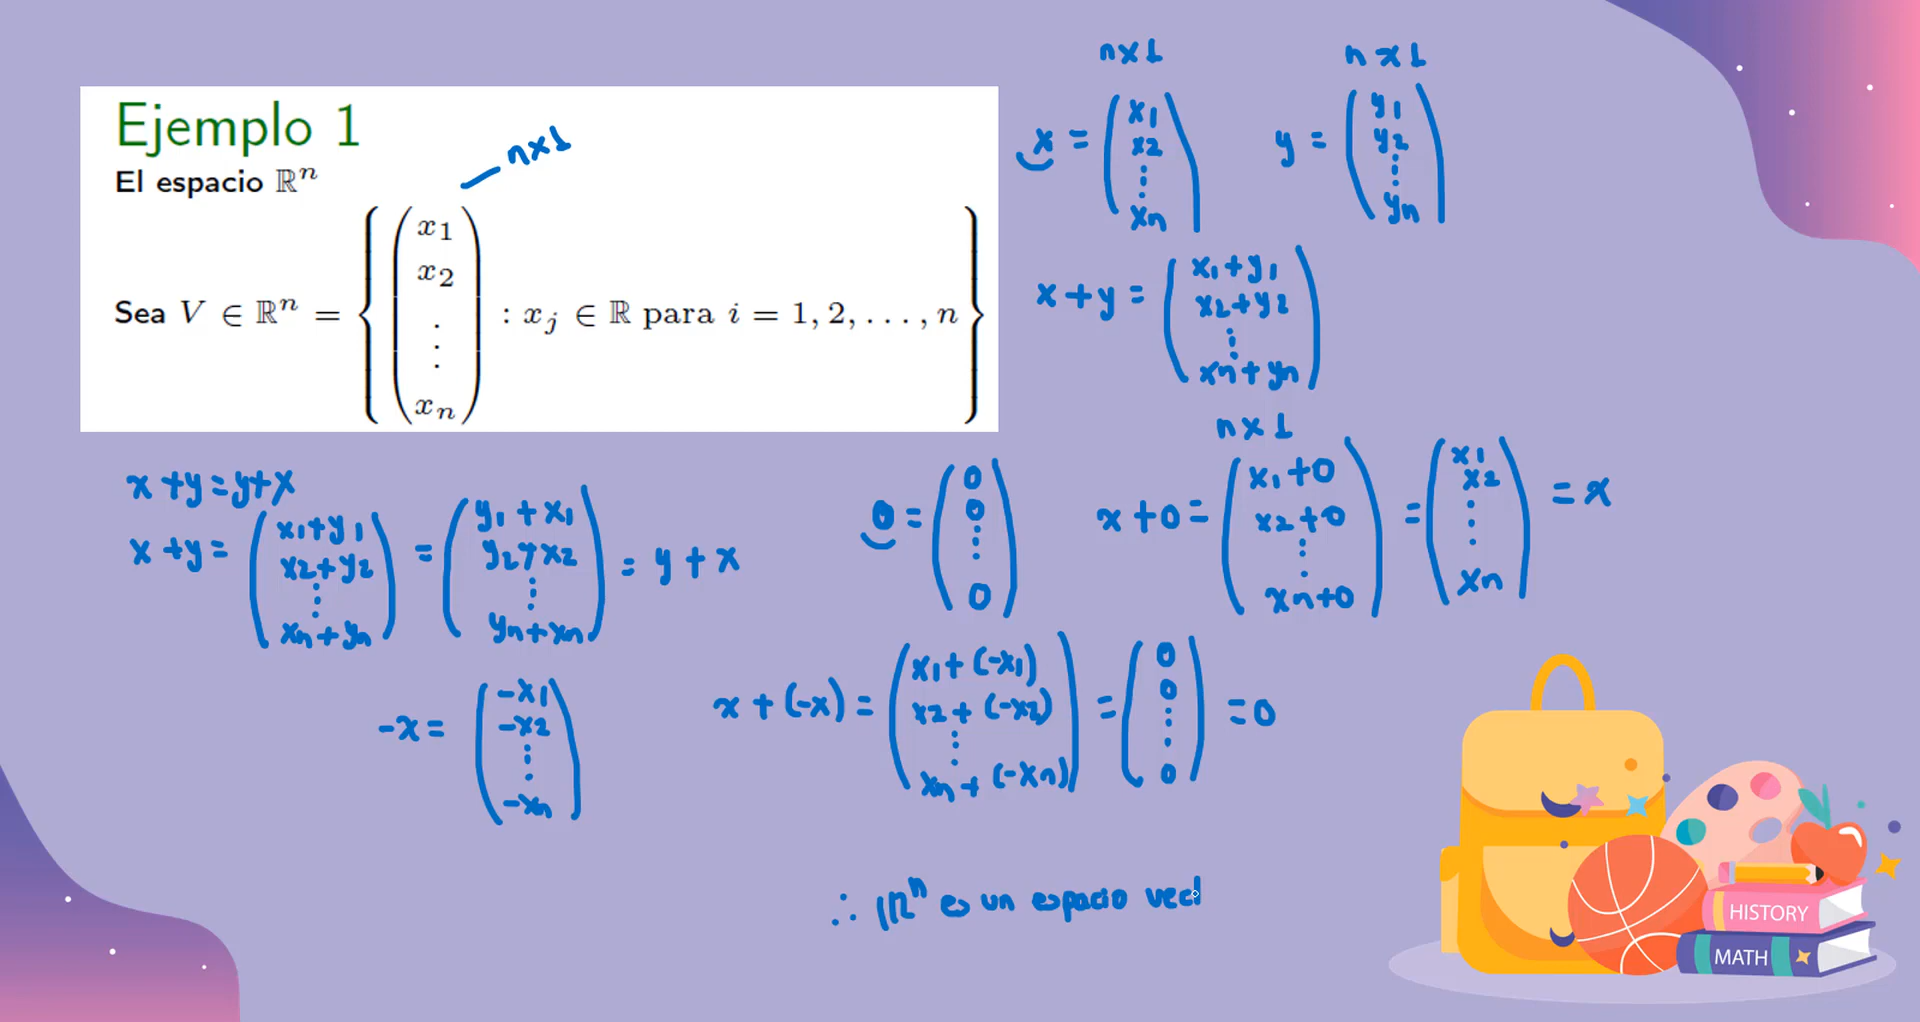 Ejemplo 1
El espacio ℝⁿ
n×1
Sea V ∈ ℝⁿ = { ( x₁ x₂ ⋮ xₙ ) : xⱼ ∈ ℝ para i = 1, 2, . . . , n }
n×1
x = ( x₁ x₂ ⋮ xₙ )
n×1
y = ( y₁ y₂ ⋮ yₙ )
x+y = ( x₁+y₁ x₂+y₂ ⋮ xₙ+yₙ )
x+y=y+x
x+y= ( x₁+y₁ x₂+y₂ ⋮ xₙ+yₙ ) = ( y₁+x₁ y₂+x₂ ⋮ yₙ+xₙ ) = y+x
0 = ( 0 0 ⋮ 0 )
n×1
x+0= ( x₁+0 x₂+0 ⋮ xₙ+0 ) = ( x₁ x₂ ⋮ xₙ ) = x
-x= ( -x₁ -x₂ ⋮ -xₙ )
x+(-x) = ( x₁+(-x₁) x₂+(-x₂) ⋮ xₙ+(-xₙ) ) = ( 0 0 ⋮ 0 ) =0
∴ ℝⁿ es un espacio vect
HISTORY
MATH